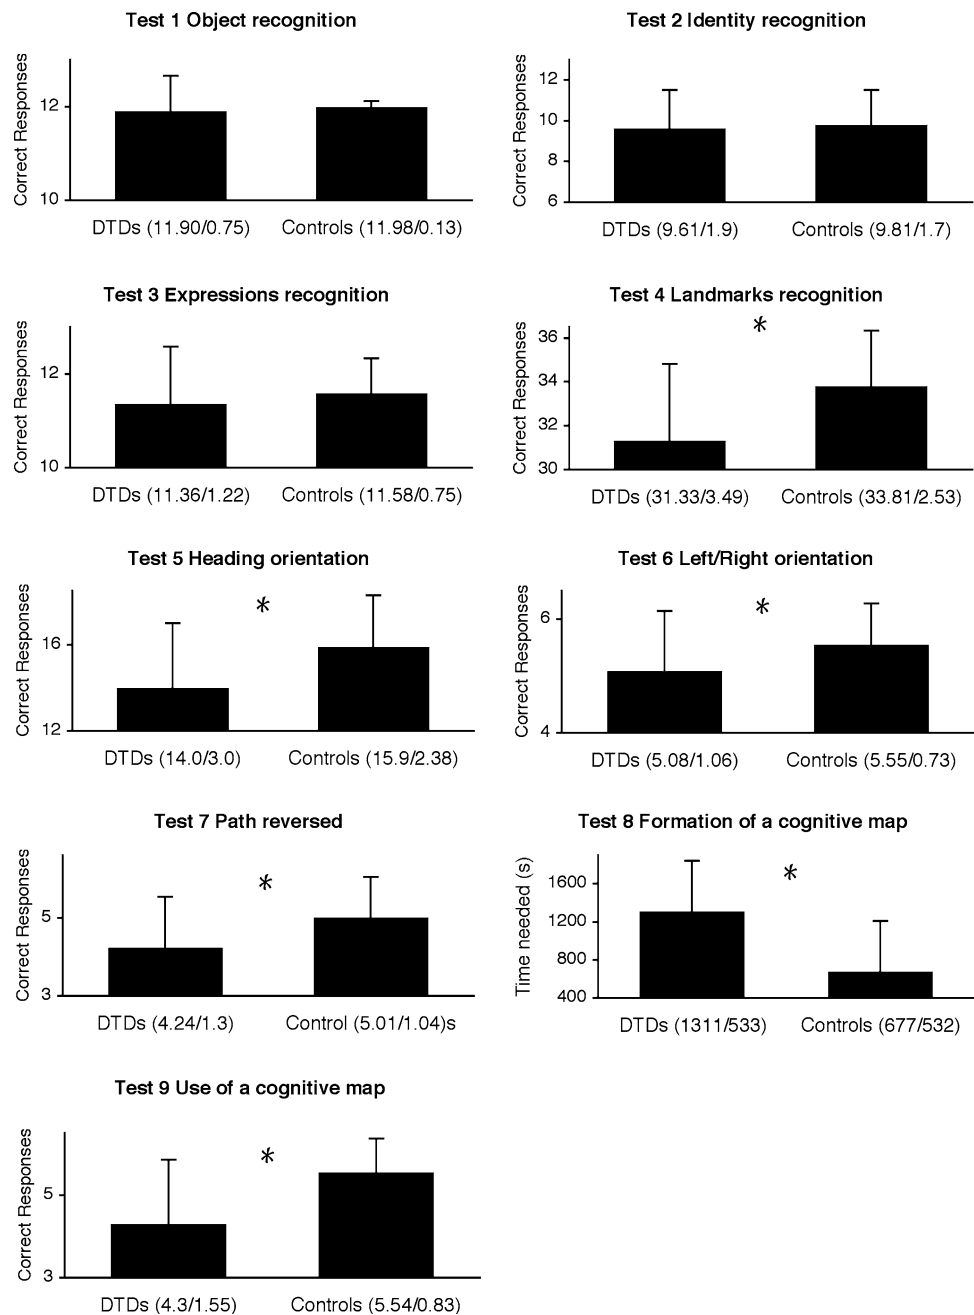 Test 1 Object recognition
Correct Responses
12
10
DTDs (11.90/0.75)
Controls (11.98/0.13)
Test 2 Identity recognition
Correct Responses
12
10
8
6
DTDs (9.61/1.9)
Controls (9.81/1.7)
Test 3 Expressions recognition
Correct Responses
12
10
DTDs (11.36/1.22)
Controls (11.58/0.75)
Test 4 Landmarks recognition
*
Correct Responses
36
34
32
30
DTDs (31.33/3.49)
Controls (33.81/2.53)
Test 5 Heading orientation
*
Correct Responses
16
12
DTDs (14.0/3.0)
Controls (15.9/2.38)
Test 6 Left/Right orientation
*
Correct Responses
6
4
DTDs (5.08/1.06)
Controls (5.55/0.73)
Test 7 Path reversed
*
Correct Responses
5
3
DTDs (4.24/1.3)
Control (5.01/1.04)s
Test 8 Formation of a cognitive map
*
Time needed (s)
1600
1200
800
400
DTDs (1311/533)
Controls (677/532)
Test 9 Use of a cognitive map
*
Correct Responses
5
3
DTDs (4.3/1.55)
Controls (5.54/0.83)